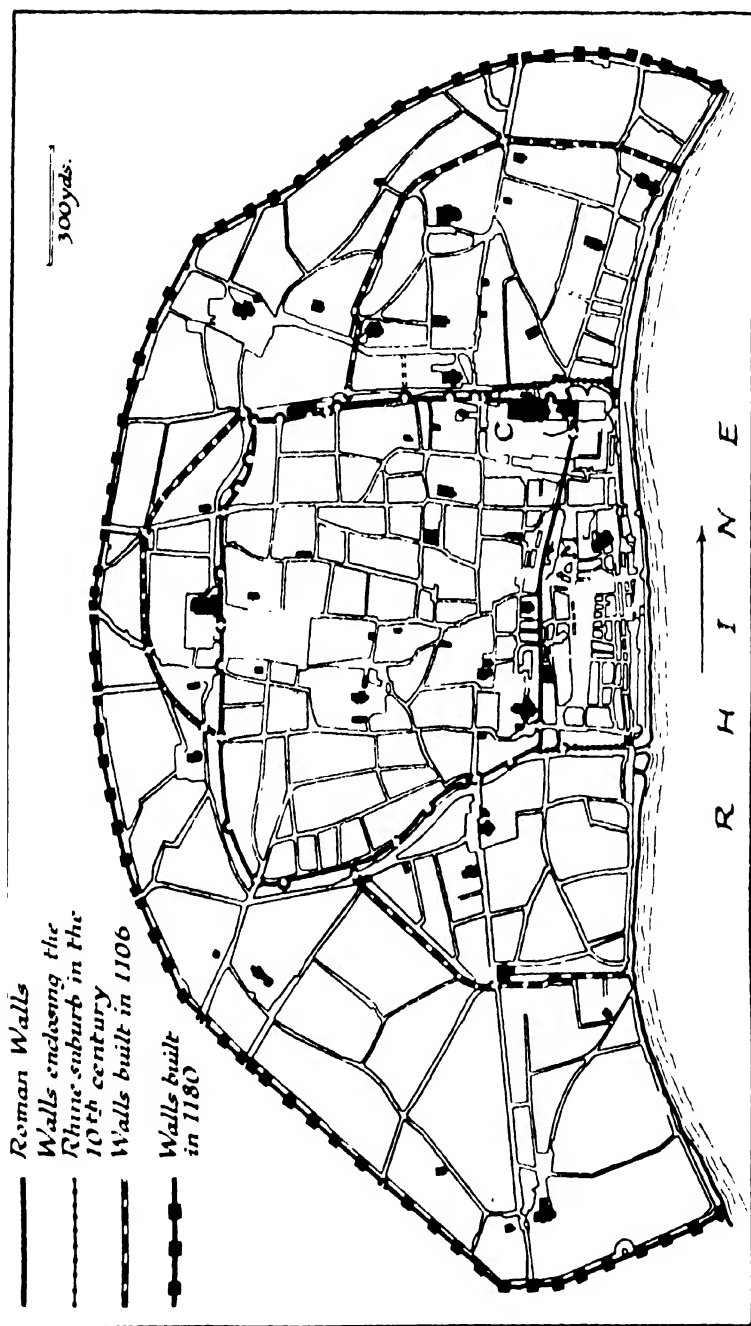 Roman Walls
Walls enclosing the
Rhine suburb in the
10th century
Walls built in 1106
Walls built
in 1180
300yds.
C
M
R H I N E